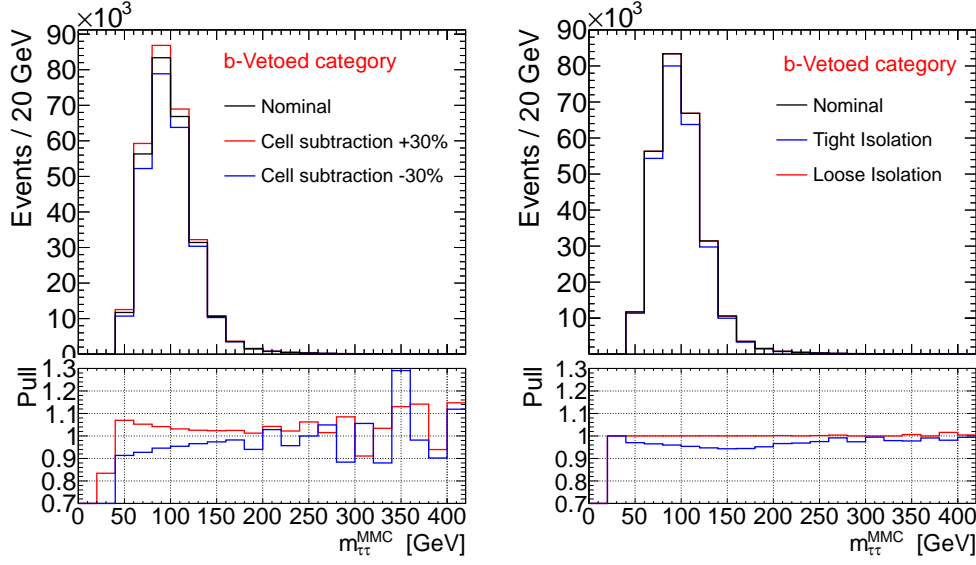 ×10³
90
80
70
60
50
40
30
20
10
0
Events / 20 GeV
b-Vetoed category
Nominal
Cell subtraction +30%
Cell subtraction -30%
1.3
1.2
1.1
1
0.9
0.8
0.7
Pull
0 50 100 150 200 250 300 350 400
m_ττ^MMC [GeV]
×10³
90
80
70
60
50
40
30
20
10
0
Events / 20 GeV
b-Vetoed category
Nominal
Tight Isolation
Loose Isolation
1.3
1.2
1.1
1
0.9
0.8
0.7
Pull
0 50 100 150 200 250 300 350 400
m_ττ^MMC [GeV]